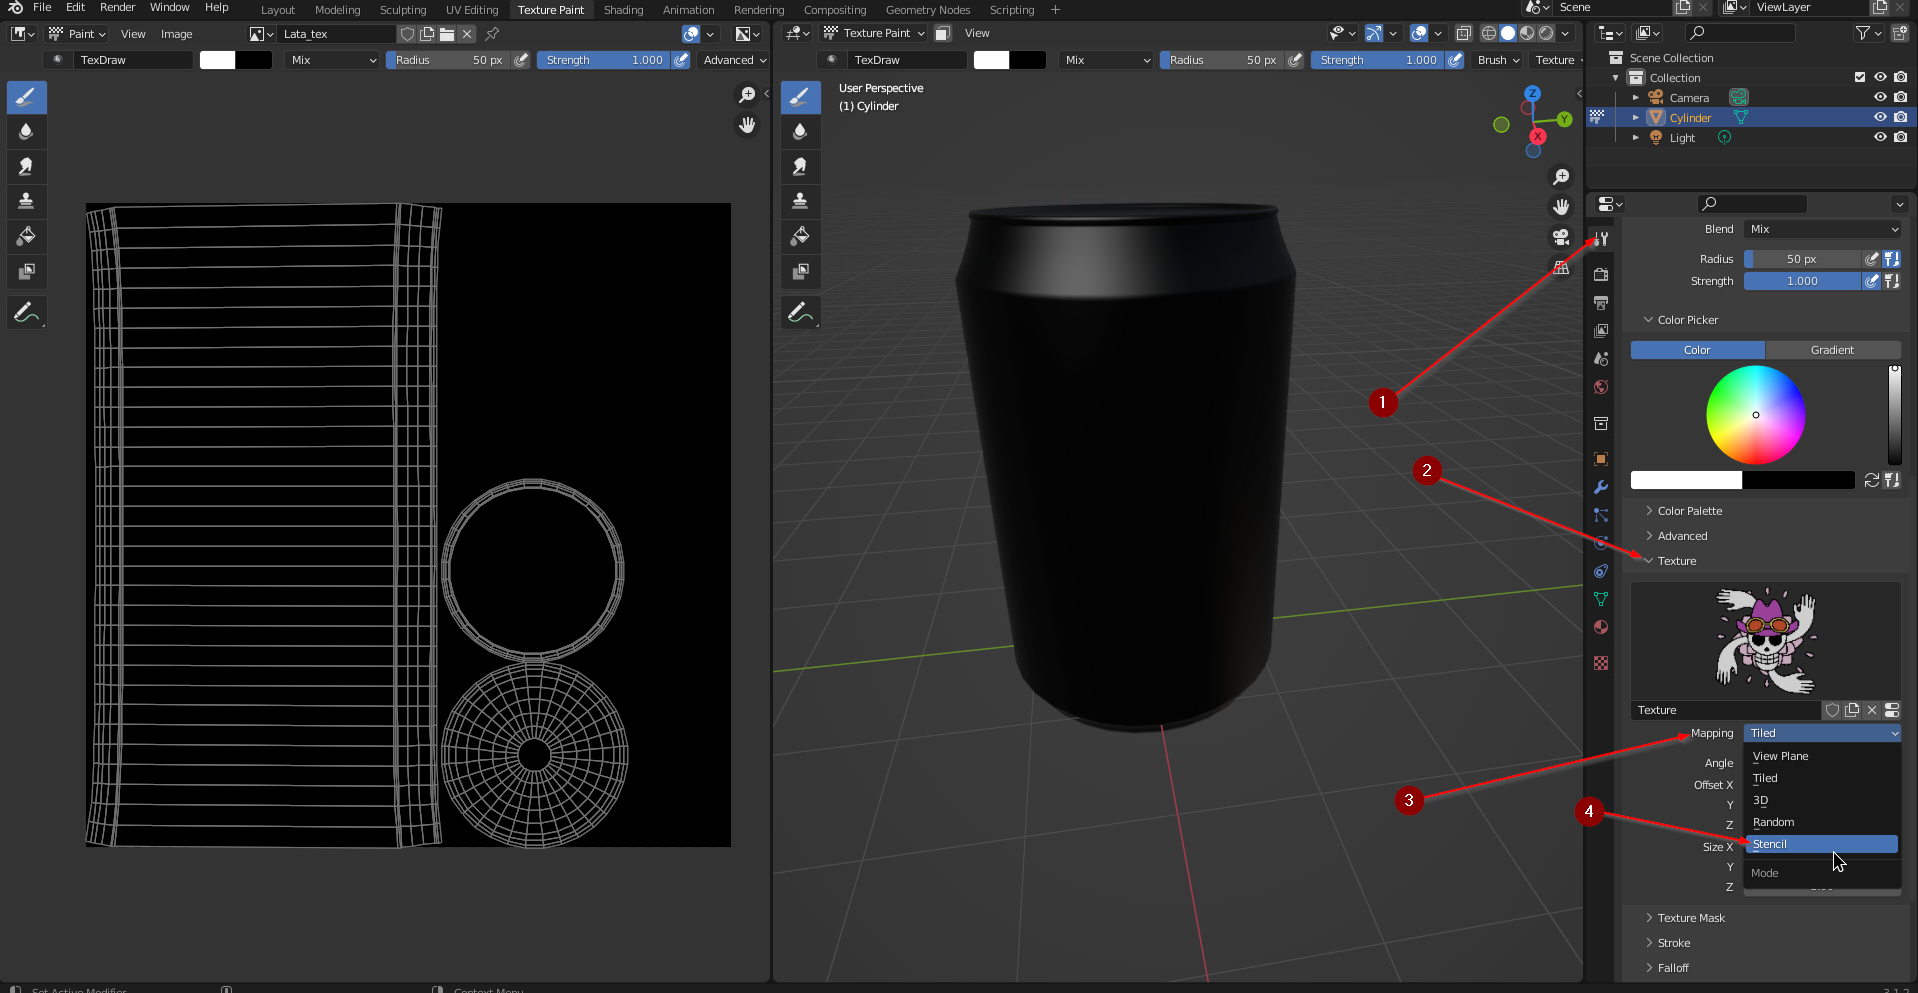 File Edit Render Window Help Layout Modeling Sculpting UV Editing Texture Paint Shading Animation Rendering Compositing Geometry Nodes Scripting + Scene ViewLayer
Paint View Image Lata_tex
Texture Paint View
TexDraw Mix Radius 50 px Strength 1.000 Advanced
TexDraw Mix Radius 50 px Strength 1.000 Brush Texture
User Perspective
(1) Cylinder
Z
Y
X
Scene Collection
Collection
Camera
Cylinder
Light
Blend Mix
Radius 50 px
Strength 1.000
Color Picker
Color Gradient
Color Palette
Advanced
Texture
Texture
Mapping Tiled
View Plane
Angle
Tiled
Offset X
3D
Y
Random
Z
Stencil
Size X
Y
Mode
Z
Texture Mask
Stroke
Falloff
1
2
3
4
Set Active Modifier
Context Menu
3.1.2